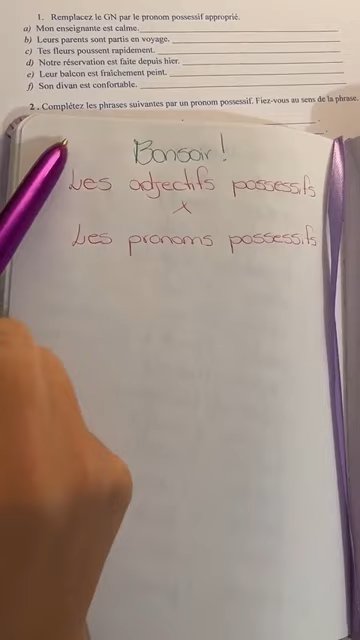 1. Remplacez le GN par le pronom possessif approprié.
a) Mon enseignante est calme.
b) Leurs parents sont partis en voyage.
c) Tes fleurs poussent rapidement.
d) Notre réservation est faite depuis hier.
e) Leur balcon est fraîchement peint.
f) Son divan est confortable.
2. Complétez les phrases suivantes par un pronom possessif. Fiez-vous au sens de la phrase.
Bonsoir!
Les adjectifs possessifs
x
Les pronoms possessifs